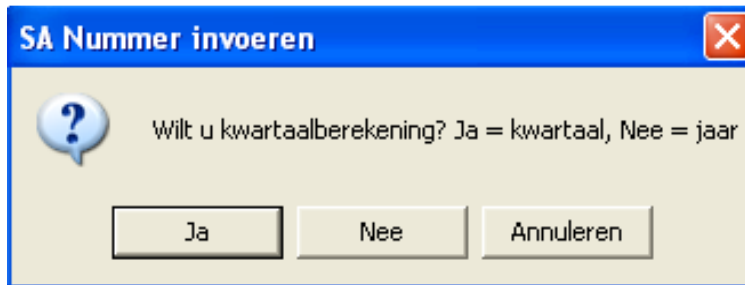 SA Nummer invoeren
Wilt u kwartaalberekening? Ja = kwartaal, Nee = jaar
Ja
Nee
Annuleren